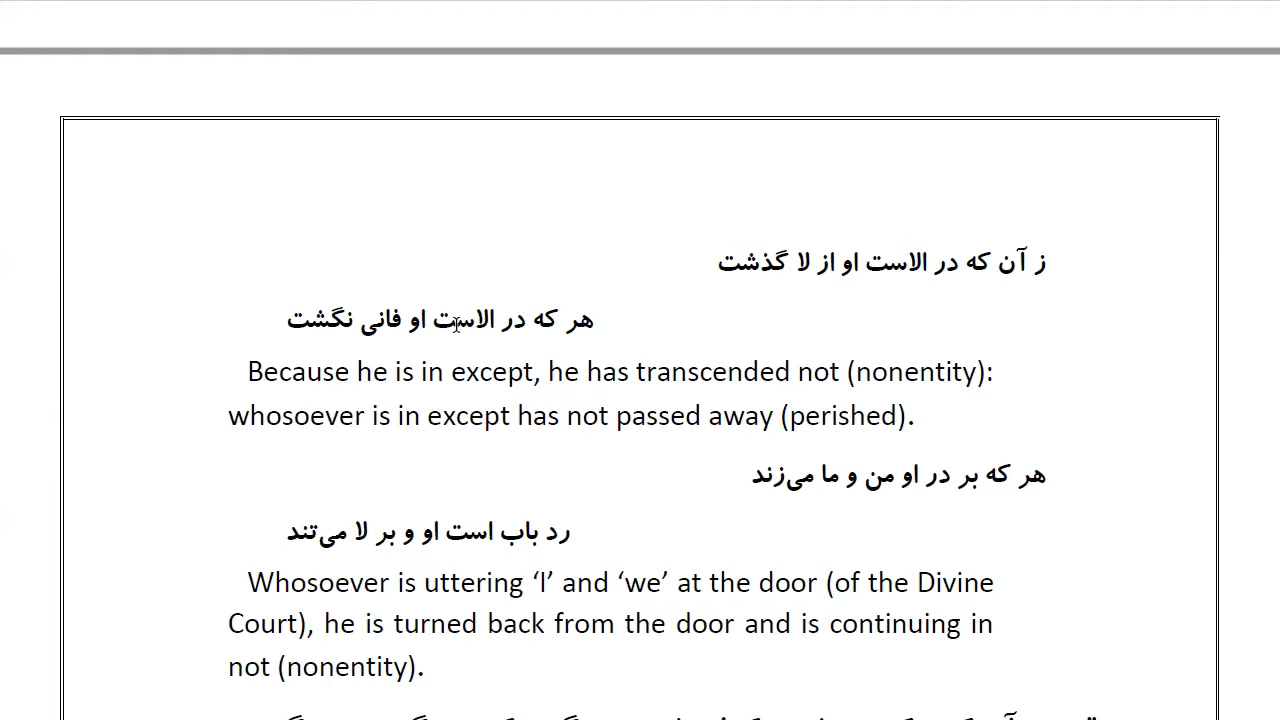 ز آن که در الاست او از لا گذشت
هر که در الاست او فانی نگشت
Because he is in except, he has transcended not (nonentity):
whosoever is in except has not passed away (perished).
هر که بر در او من و ما می‌زند
رد باب است او و بر لا می‌تند
Whosoever is uttering ‘I’ and ‘we’ at the door (of the Divine
Court), he is turned back from the door and is continuing in
not (nonentity).